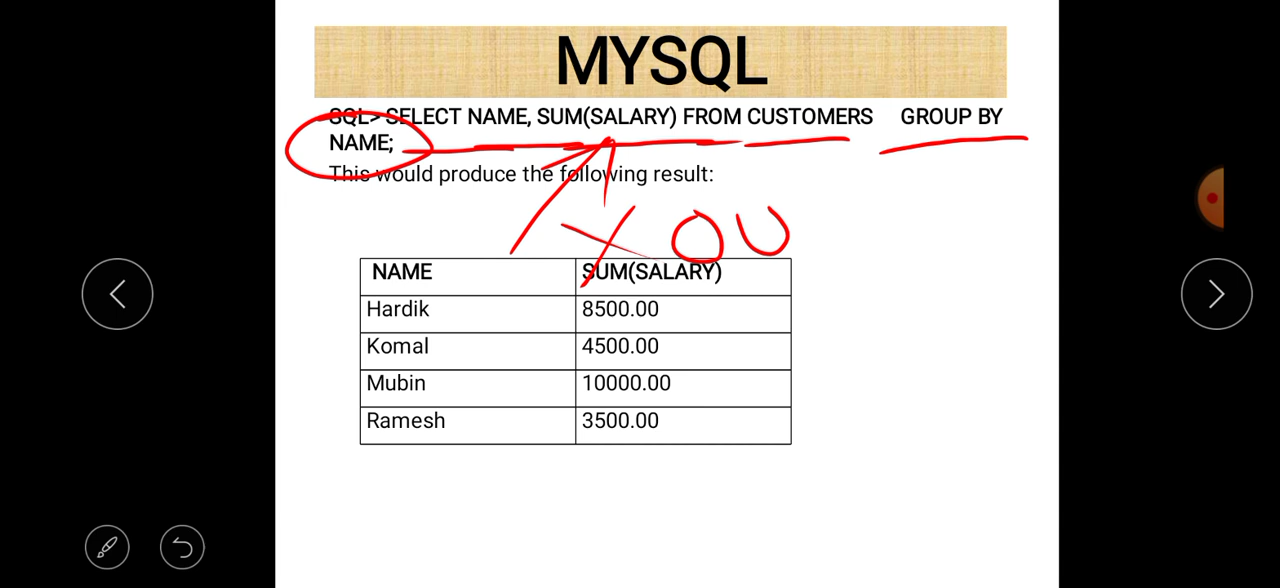 MYSQL
SQL> SELECT NAME, SUM(SALARY) FROM CUSTOMERS GROUP BY
NAME;
This would produce the following result:
YOU
NAME SUM(SALARY)
Hardik 8500.00
Komal 4500.00
Mubin 10000.00
Ramesh 3500.00